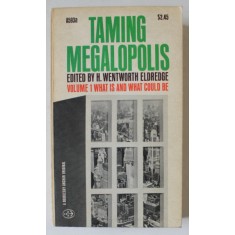 $2.45
TAMING
MEGALOPOLIS
EDITED BY H. WENTWORTH ELDREDGE
VOLUME 1 WHAT IS AND WHAT COULD BE